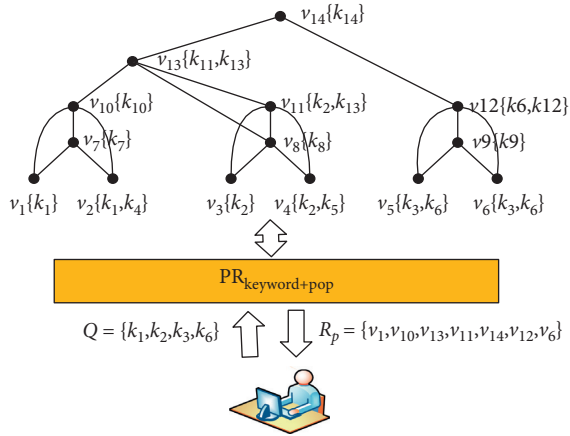 v14{k14}
v13{k11,k13}
v10{k10}
v11{k2,k13}
v12{k6,k12}
v7{k7}
v8{k8}
v9{k9}
v1{k1}
v2{k1,k4}
v3{k2}
v4{k2,k5}
v5{k3,k6}
v6{k3,k6}
PRkeyword+pop
Q = {k1,k2,k3,k6}
Rp = {v1,v10,v13,v11,v14,v12,v6}